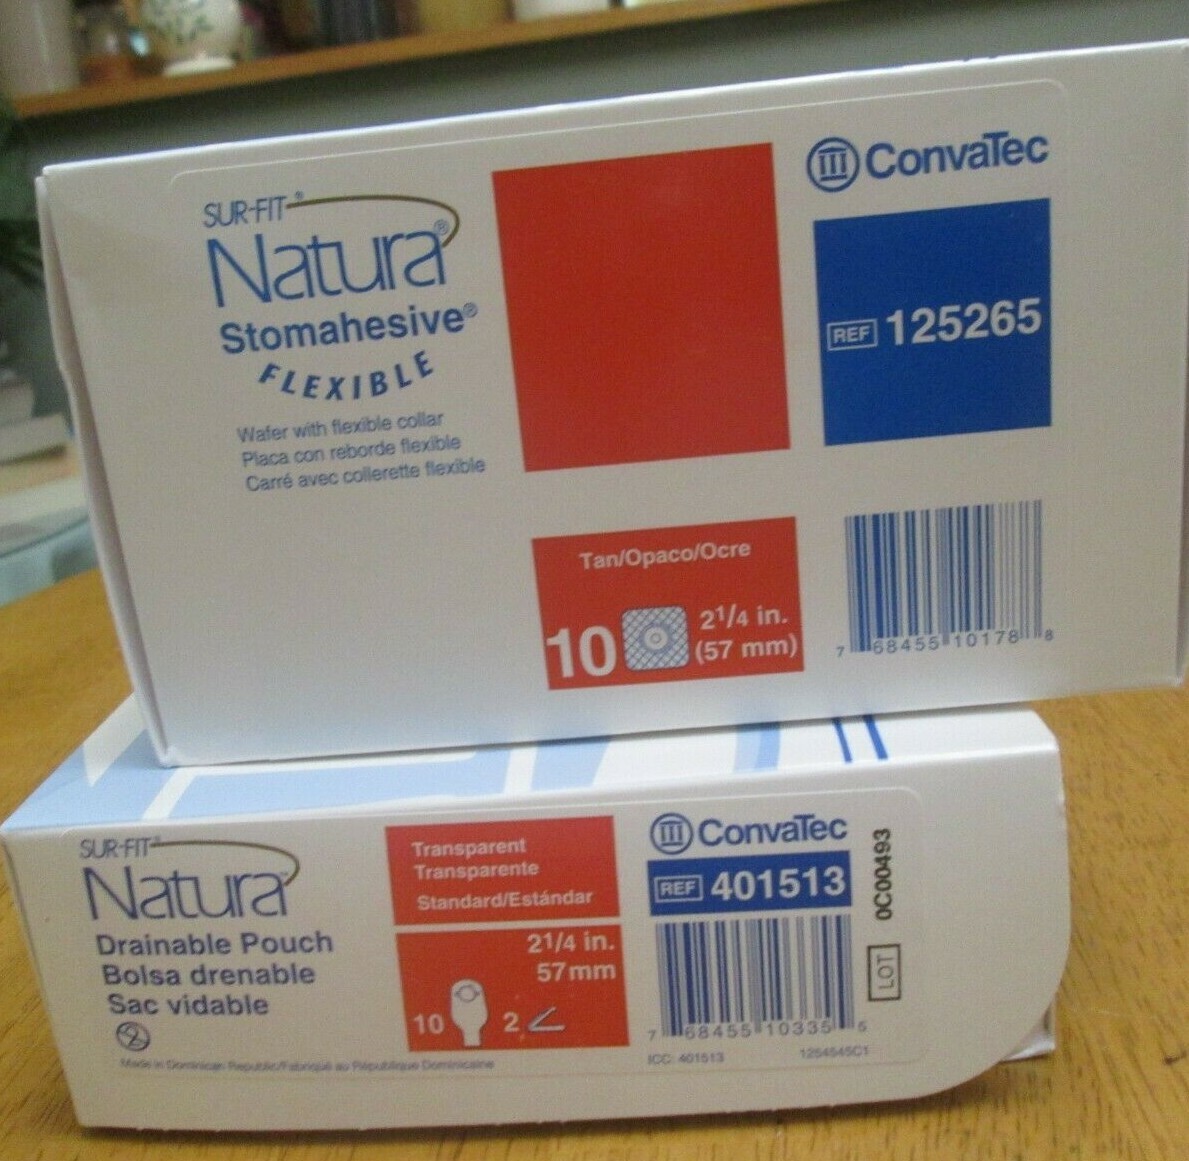 SUR-FIT®
Natura®
Stomahesive®
FLEXIBLE
Wafer with flexible collar
Placa con reborde flexible
Carré avec collerette flexible
ConvaTec
REF 125265
Tan/Opaco/Ocre
10
2 1/4 in.
(57 mm)
7 68455 10178 8
SUR-FIT®
Natura™
Drainable Pouch
Bolsa drenable
Sac vidable
2
Made in Dominican Republic/Fabriqué au République Dominicaine
Transparent
Transparente
Standard/Estándar
2 1/4 in.
57mm
10 2
ConvaTec
REF 401513
7 68455 10335 5
ICC: 401513 1254545C1
LOT 0C00493